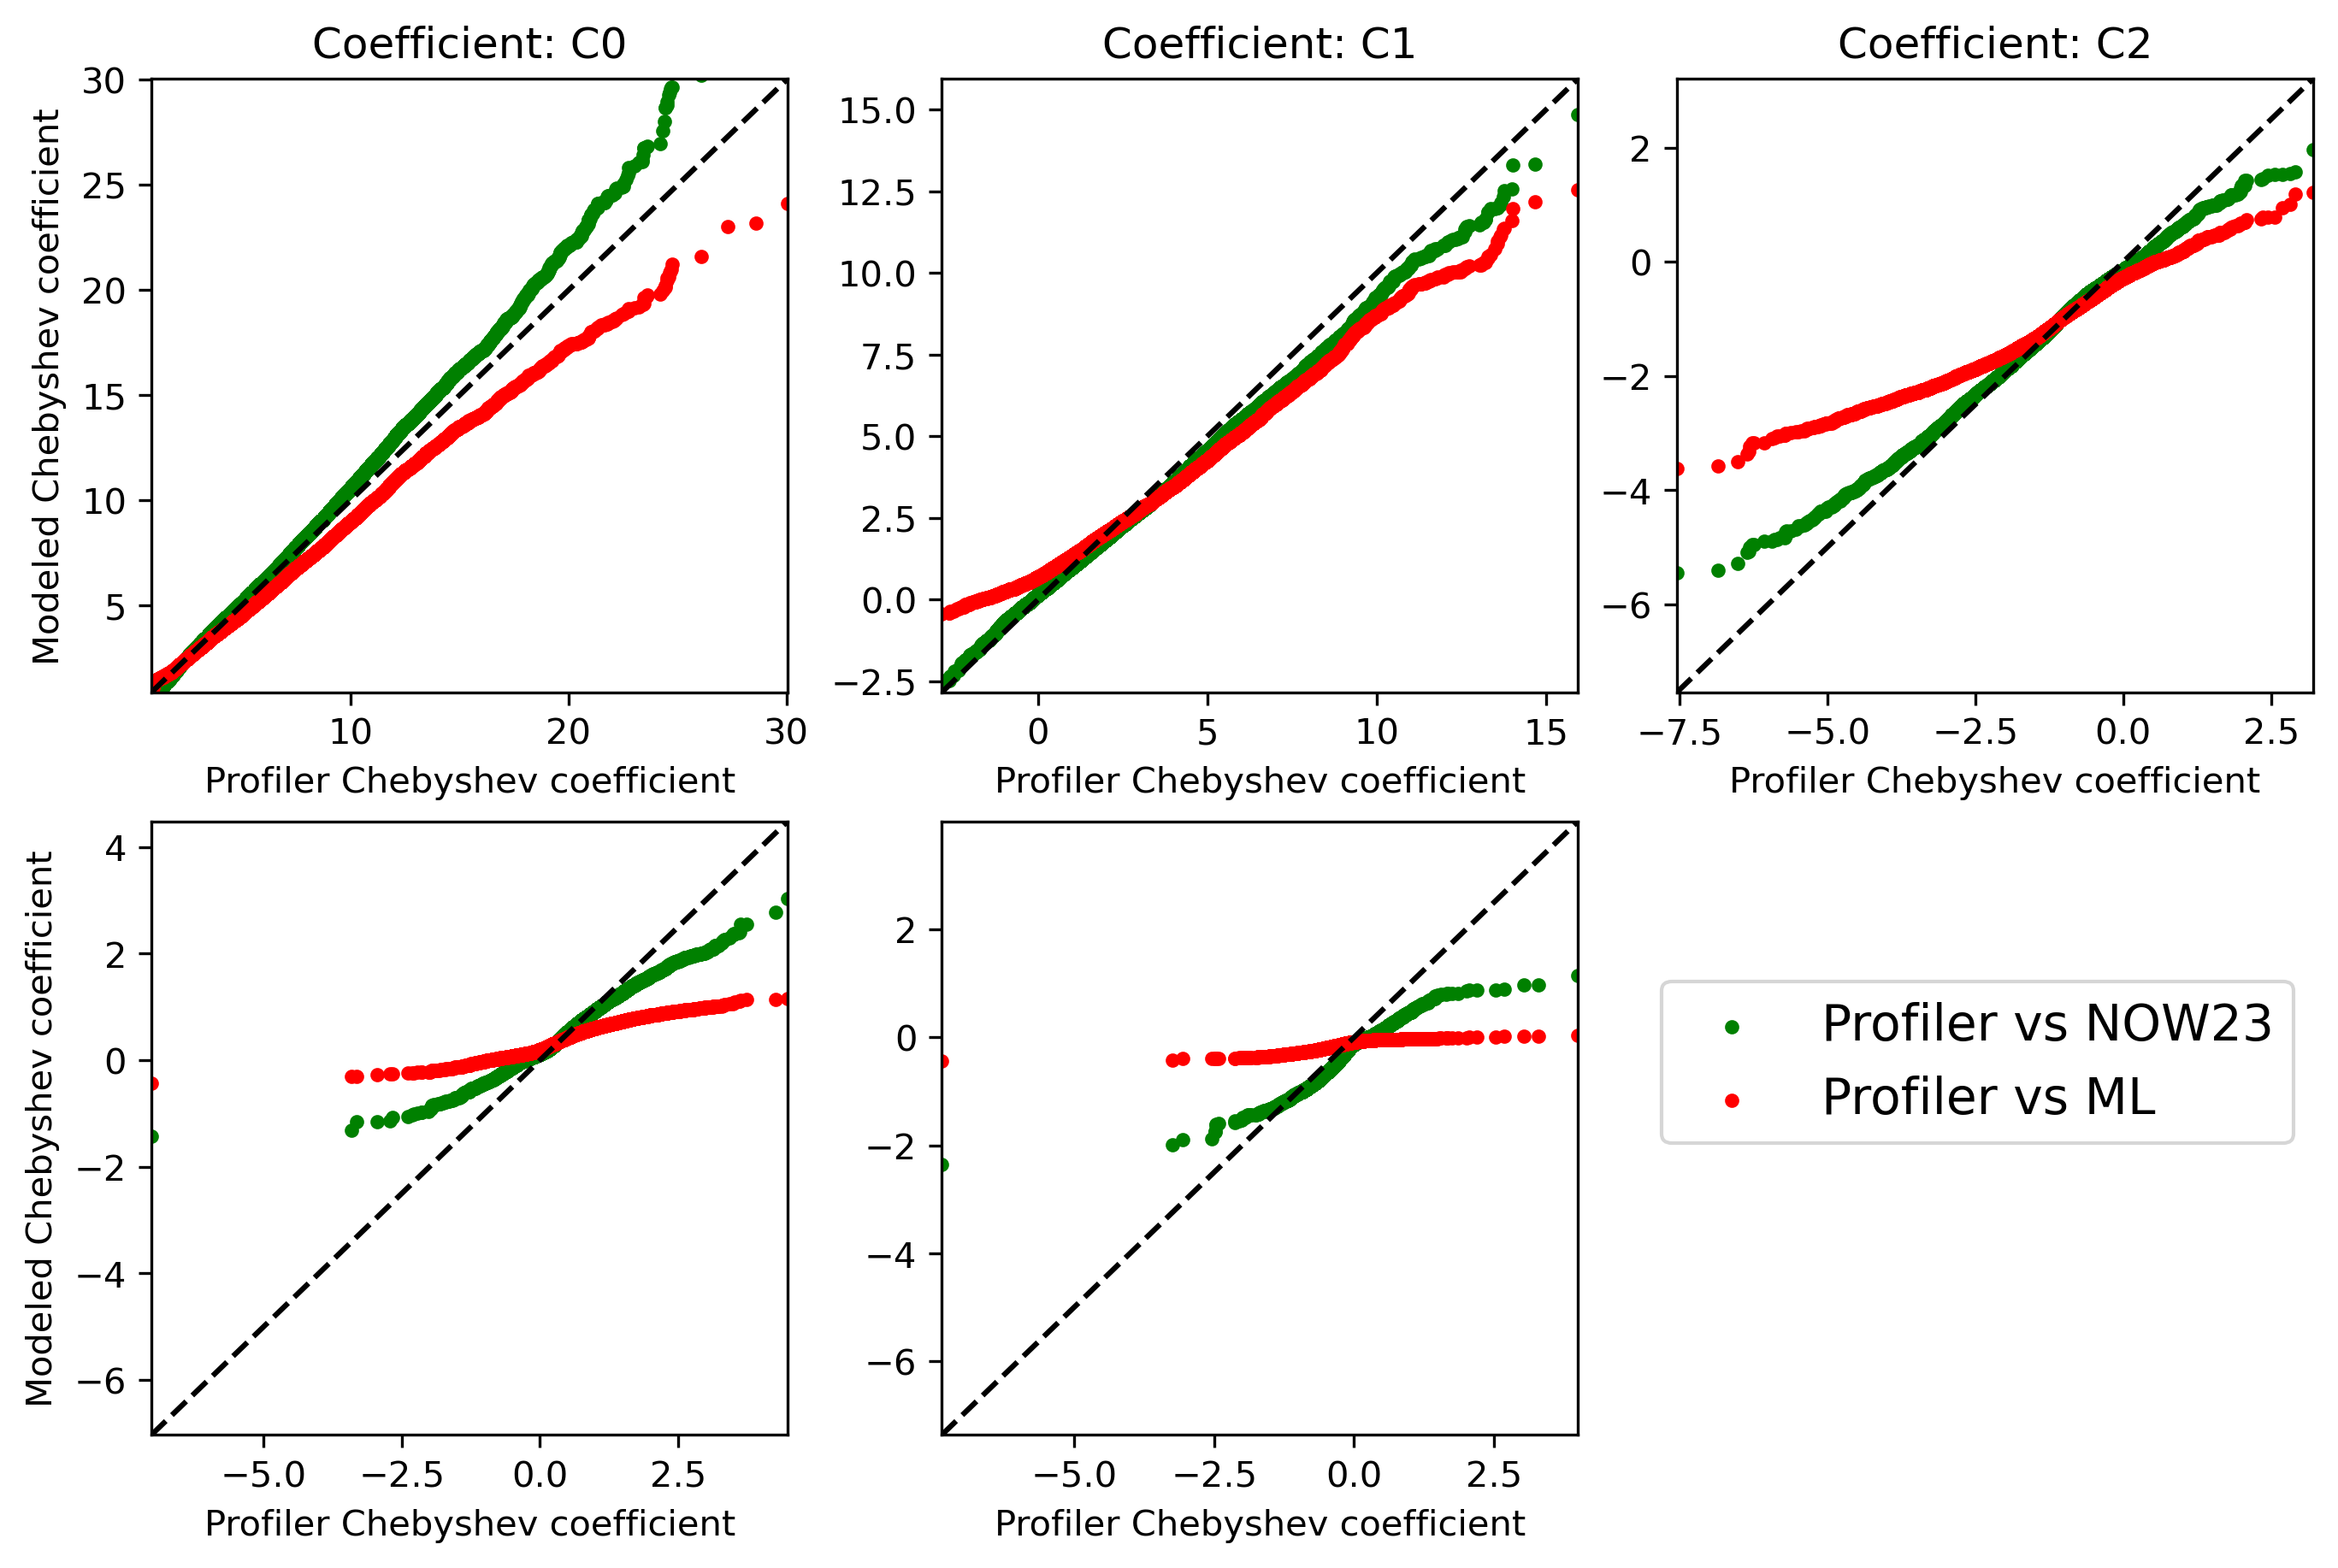 Coefficient: C0
Coefficient: C1
Coefficient: C2
Modeled Chebyshev coefficient
30
25
20
15
10
5
10 20 30
Profiler Chebyshev coefficient
15.0
12.5
10.0
7.5
5.0
2.5
0.0
−2.5
0 5 10 15
Profiler Chebyshev coefficient
2
0
−2
−4
−6
−7.5 −5.0 −2.5 0.0 2.5
Profiler Chebyshev coefficient
Modeled Chebyshev coefficient
4
2
0
−2
−4
−6
−5.0 −2.5 0.0 2.5
Profiler Chebyshev coefficient
2
0
−2
−4
−6
−5.0 −2.5 0.0 2.5
Profiler Chebyshev coefficient
Profiler vs NOW23
Profiler vs ML